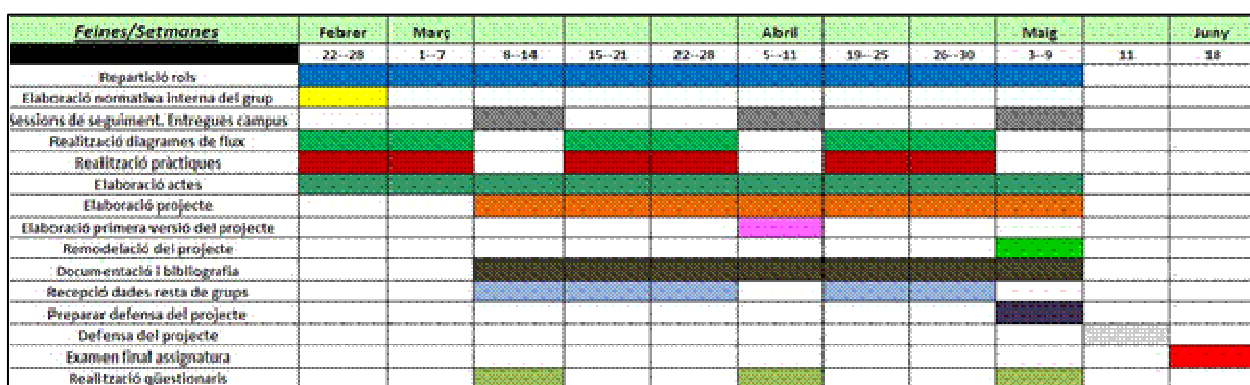 Feines/Setmanes Febrer Març Abril Maig Juny
22--28 1--7 8--14 15--21 22--28 5--11 19--25 26--30 3--9 11 18
Repartició rols
Elaboració normativa interna del grup
Sessions de seguiment. Entregues campus
Realització diagrames de flux
Realització pràctiques
Elaboració actes
Elaboració projecte
Elaboració primera versió del projecte
Remodelació del projecte
Documentació i bibliografia
Recepció dades resta de grups
Preparar defensa del projecte
Defensa del projecte
Examen final assignatura
Realització qüestionaris